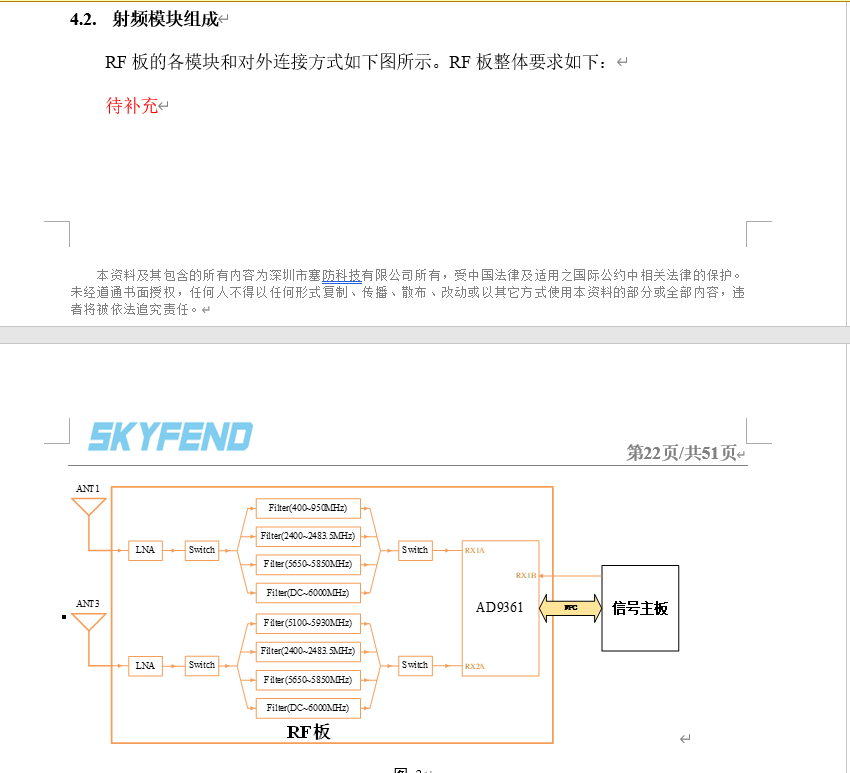 4.2. 射频模块组成
RF 板的各模块和对外连接方式如下图所示。RF 板整体要求如下：
待补充
本资料及其包含的所有内容为深圳市塞防科技有限公司所有，受中国法律及适用之国际公约中相关法律的保护。
未经道通书面授权，任何人不得以任何形式复制、传播、散布、改动或以其它方式使用本资料的部分或全部内容，违
者将被依法追究责任。
SKYFEND
第22页/共51页
ANT1
LNA
Switch
Filter(400~950MHz)
Filter(2400~2483.5MHz)
Filter(5650~5850MHz)
Filter(DC~6000MHz)
Switch
RX1A
RX1B
AD9361
FPC
信号主板
ANT3
LNA
Switch
Filter(5100~5930MHz)
Filter(2400~2483.5MHz)
Filter(5650~5850MHz)
Filter(DC~6000MHz)
Switch
RX2A
RF板